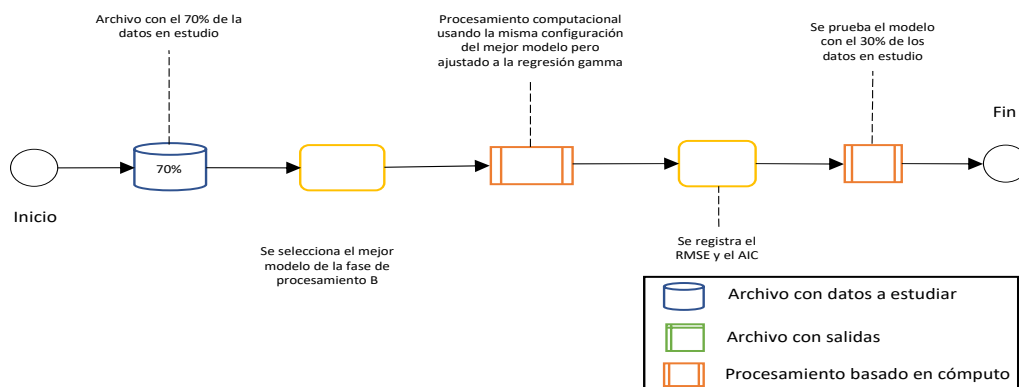 Archivo con el 70% de la
datos en estudio
Procesamiento computacional
usando la misma configuración
del mejor modelo pero
ajustado a la regresión gamma
Se prueba el modelo
con el 30% de los
datos en estudio
Fin
70%
Inicio
Se selecciona el mejor
modelo de la fase de
procesamiento B
Se registra el
RMSE y el AIC
Archivo con datos a estudiar
Archivo con salidas
Procesamiento basado en cómputo